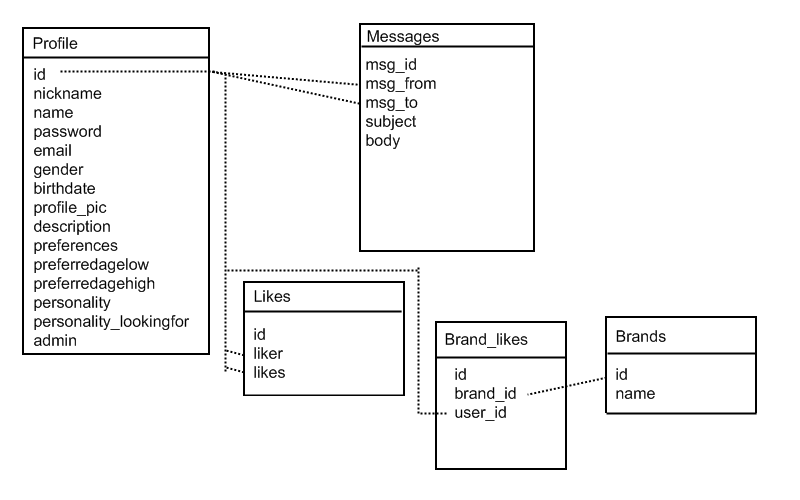 Profile
id
nickname
name
password
email
gender
birthdate
profile_pic
description
preferences
preferredagelow
preferredagehigh
personality
personality_lookingfor
admin
Messages
msg_id
msg_from
msg_to
subject
body
Likes
id
liker
likes
Brand_likes
id
brand_id
user_id
Brands
id
name